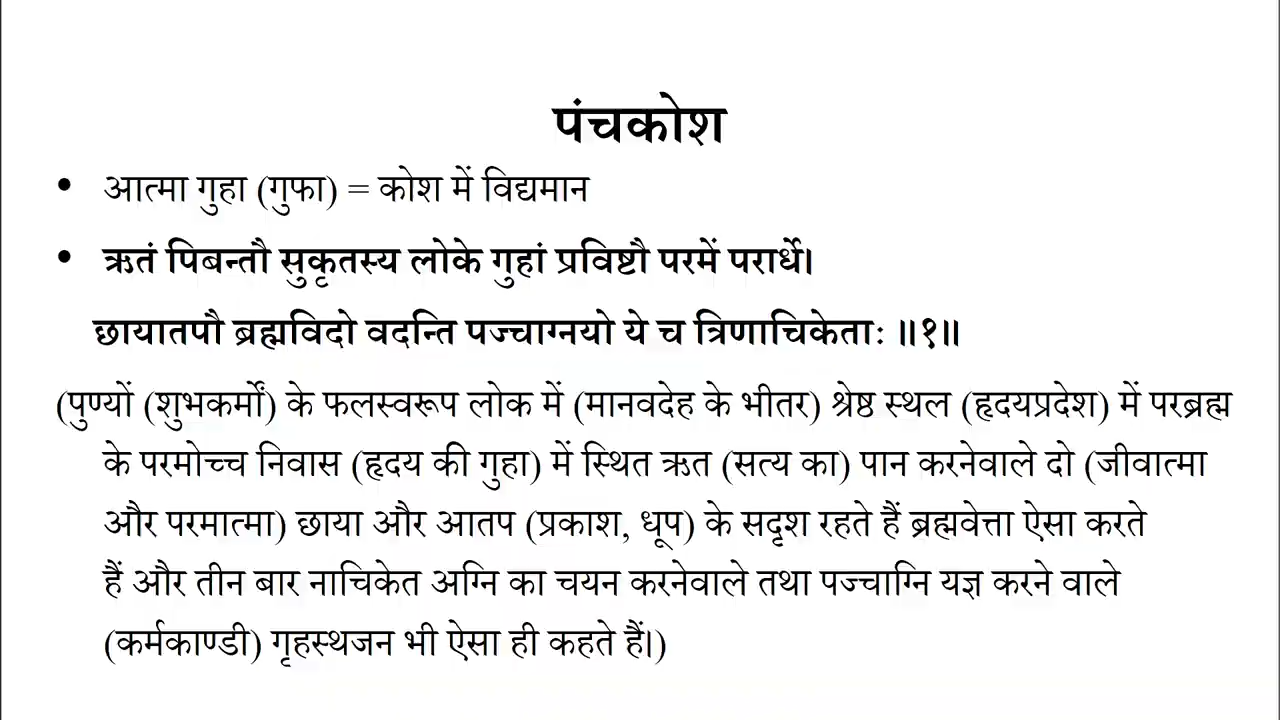 पंचकोश
• आत्मा गुहा (गुफा) = कोश में विद्यमान
• ऋतं पिबन्तौ सुकृतस्य लोके गुहां प्रविष्टौ परमें परार्धे।
छायातपौ ब्रह्मविदो वदन्ति पज्चाग्नयो ये च त्रिणाचिकेताः ॥१॥
(पुण्यों (शुभकर्मों) के फलस्वरूप लोक में (मानवदेह के भीतर) श्रेष्ठ स्थल (हृदयप्रदेश) में परब्रह्म
के परमोच्च निवास (हृदय की गुहा) में स्थित ऋत (सत्य का) पान करनेवाले दो (जीवात्मा
और परमात्मा) छाया और आतप (प्रकाश, धूप) के सदृश रहते हैं ब्रह्मवेत्ता ऐसा करते
हैं और तीन बार नाचिकेत अग्नि का चयन करनेवाले तथा पज्चाग्नि यज्ञ करने वाले
(कर्मकाण्डी) गृहस्थजन भी ऐसा ही कहते हैं।)